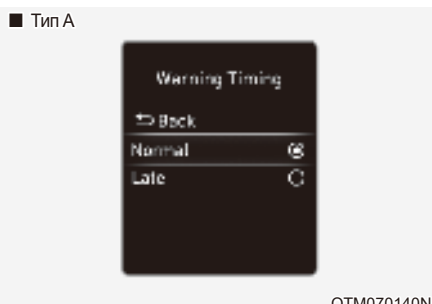 ■ Тип А
Warning Timing
Back
Normal
Late
OTM070140N